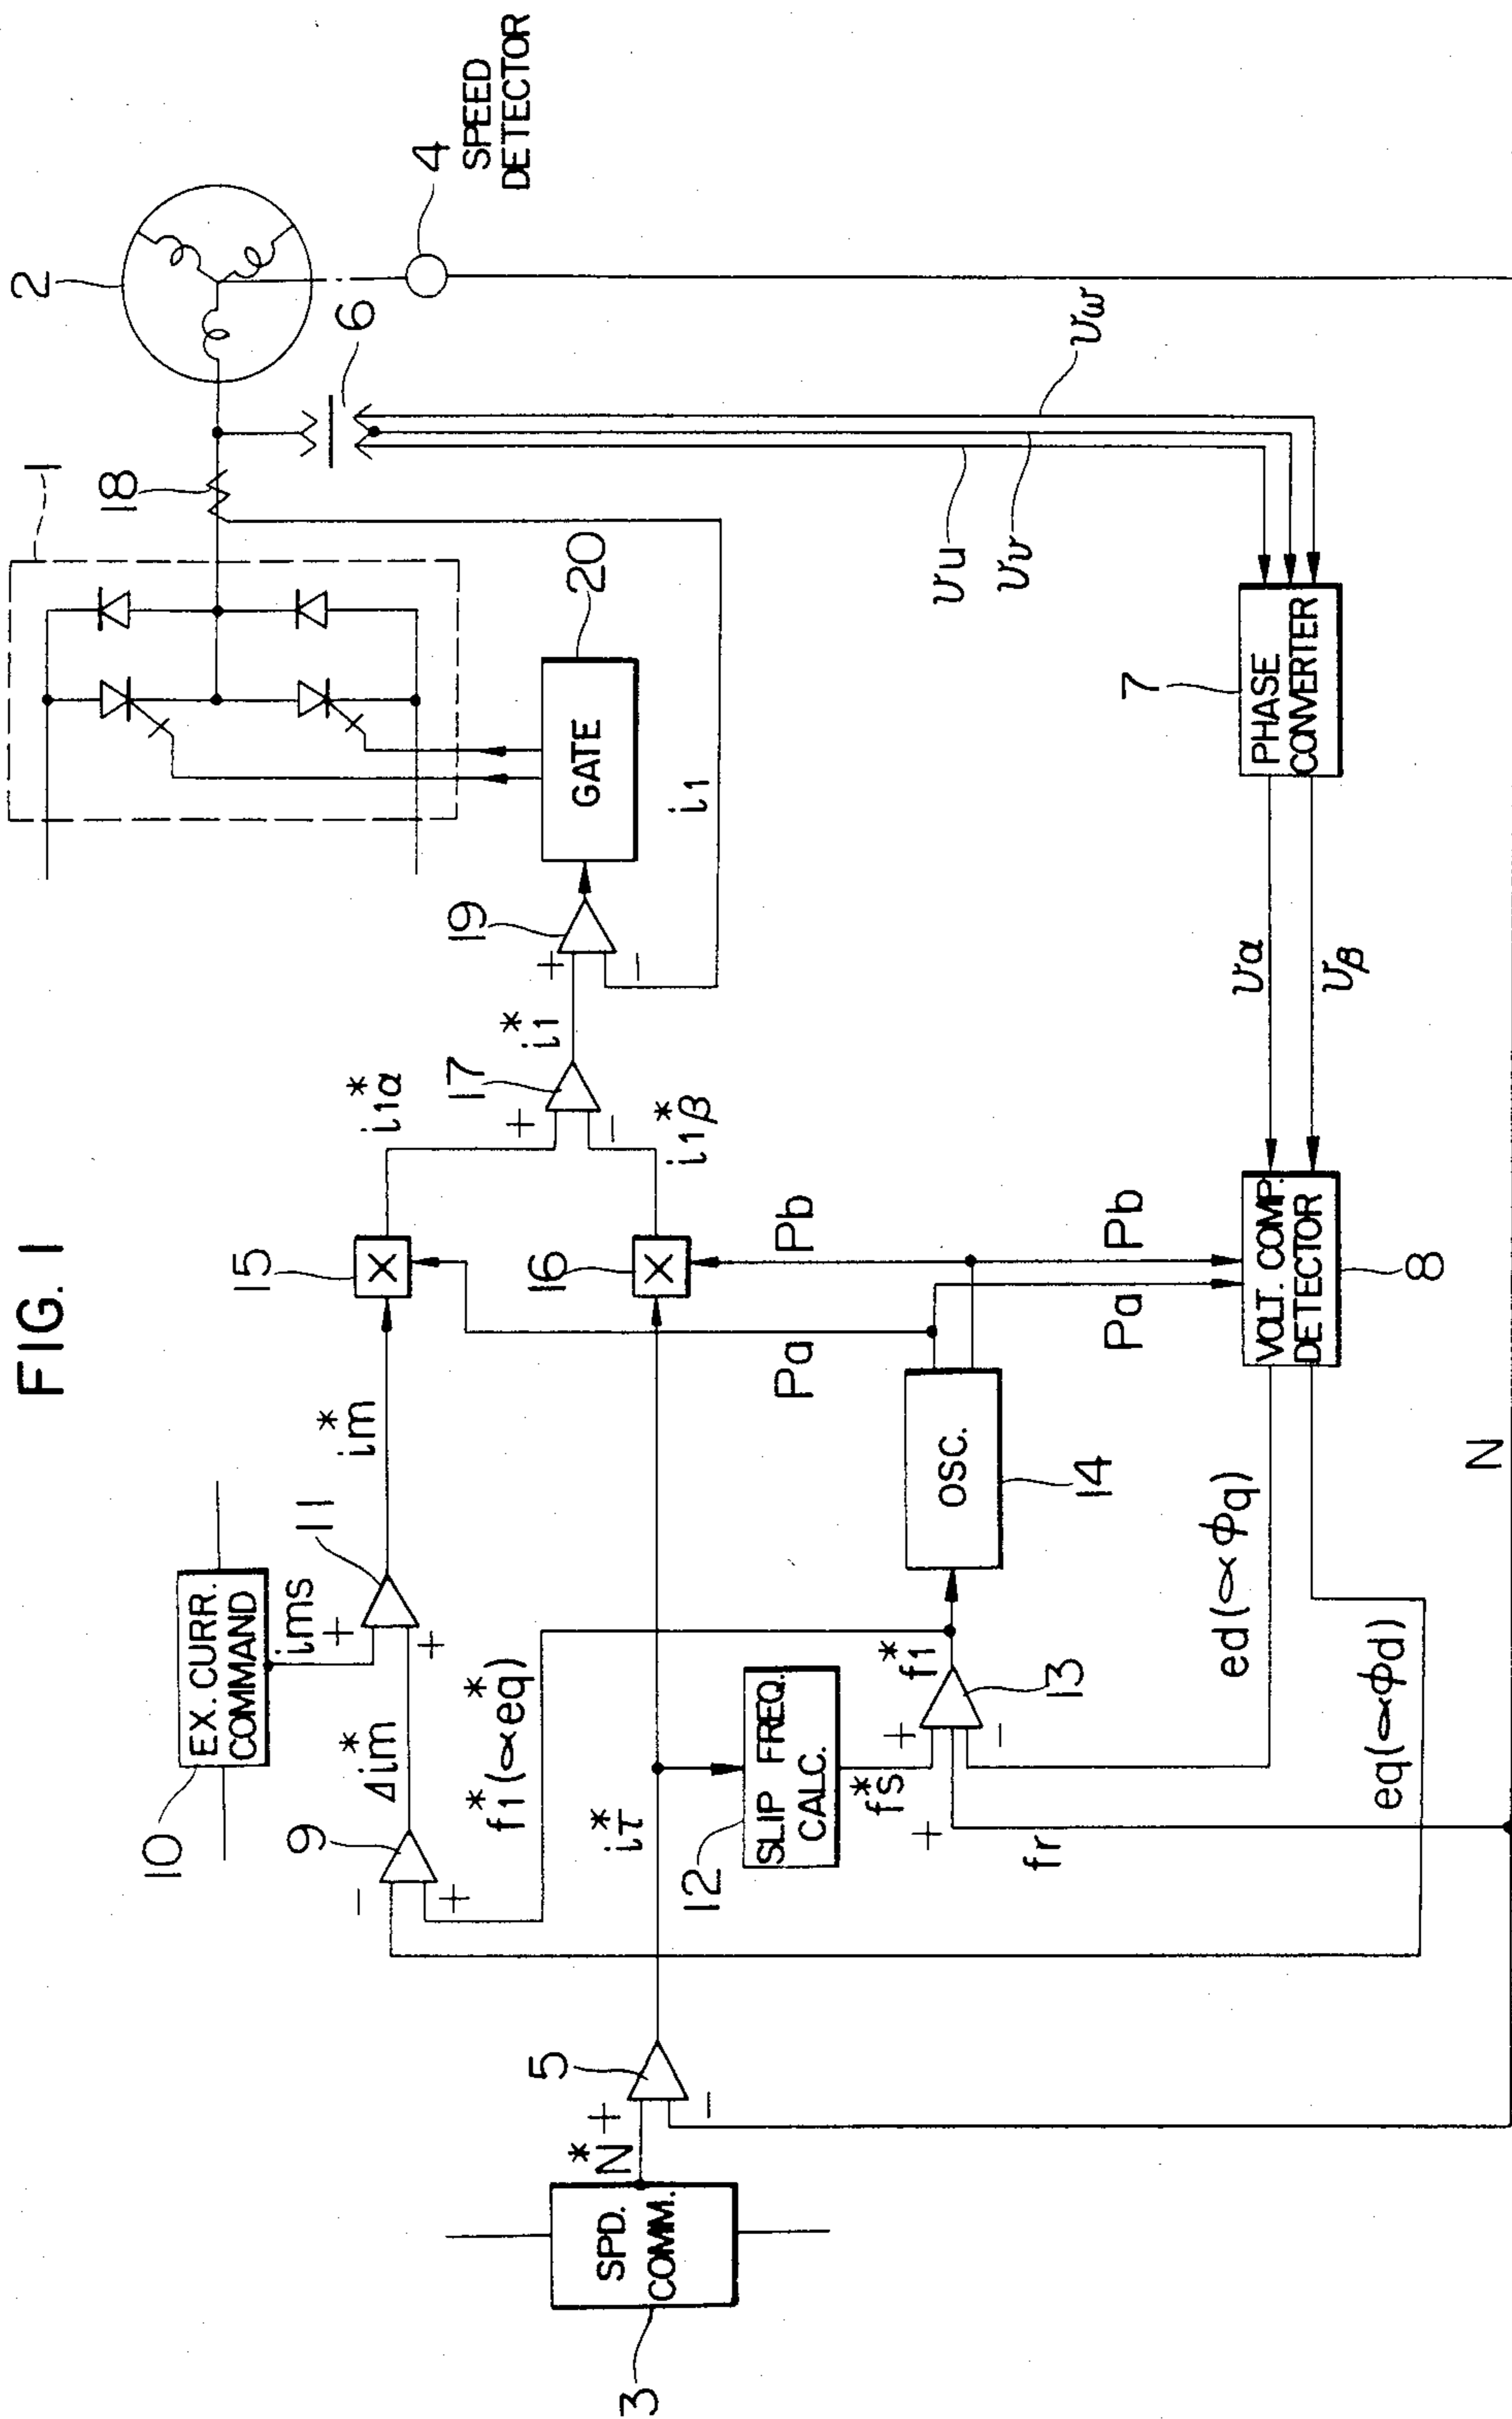 FIG. 1
1
2
18
6
4
SPEED
DETECTOR
20
GATE
i1
19
+
−
vu
vv
vw
7
PHASE
CONVERTER
vα
vβ
i1*
17
+
−
i1α*
i1β*
15
×
16
×
Pa
Pb
Pa
Pb
VOLT. COMP.
DETECTOR
8
im*
11
+
+
10
EX. CURR.
COMMAND
ims
Δim*
9
−
+
f1*(∝eq*)
iτ*
12
SLIP FREQ.
CALC.
fs*
+
+
−
fr
f1*
13
OSC.
14
ed(∝ϕq)
eq(∝ϕd)
N
5
+
−
N*
SPD.
COMM.
3